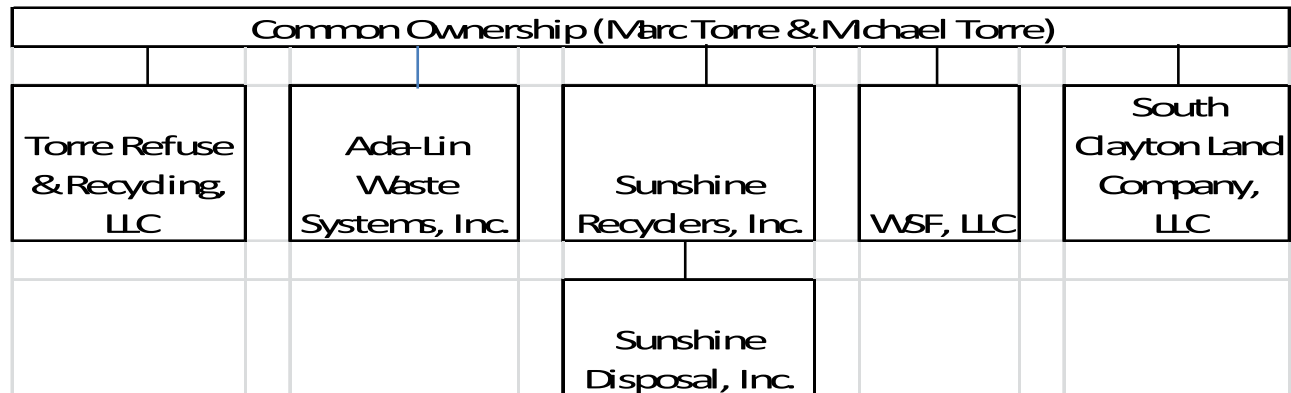 Common Ownership (Marc Torre & Michael Torre)
Torre Refuse
& Recycling,
LLC
Ada-Lin
Waste
Systems, Inc.
Sunshine
Recyclers, Inc.
WSF, LLC
South
Clayton Land
Company,
LLC
Sunshine
Disposal, Inc.